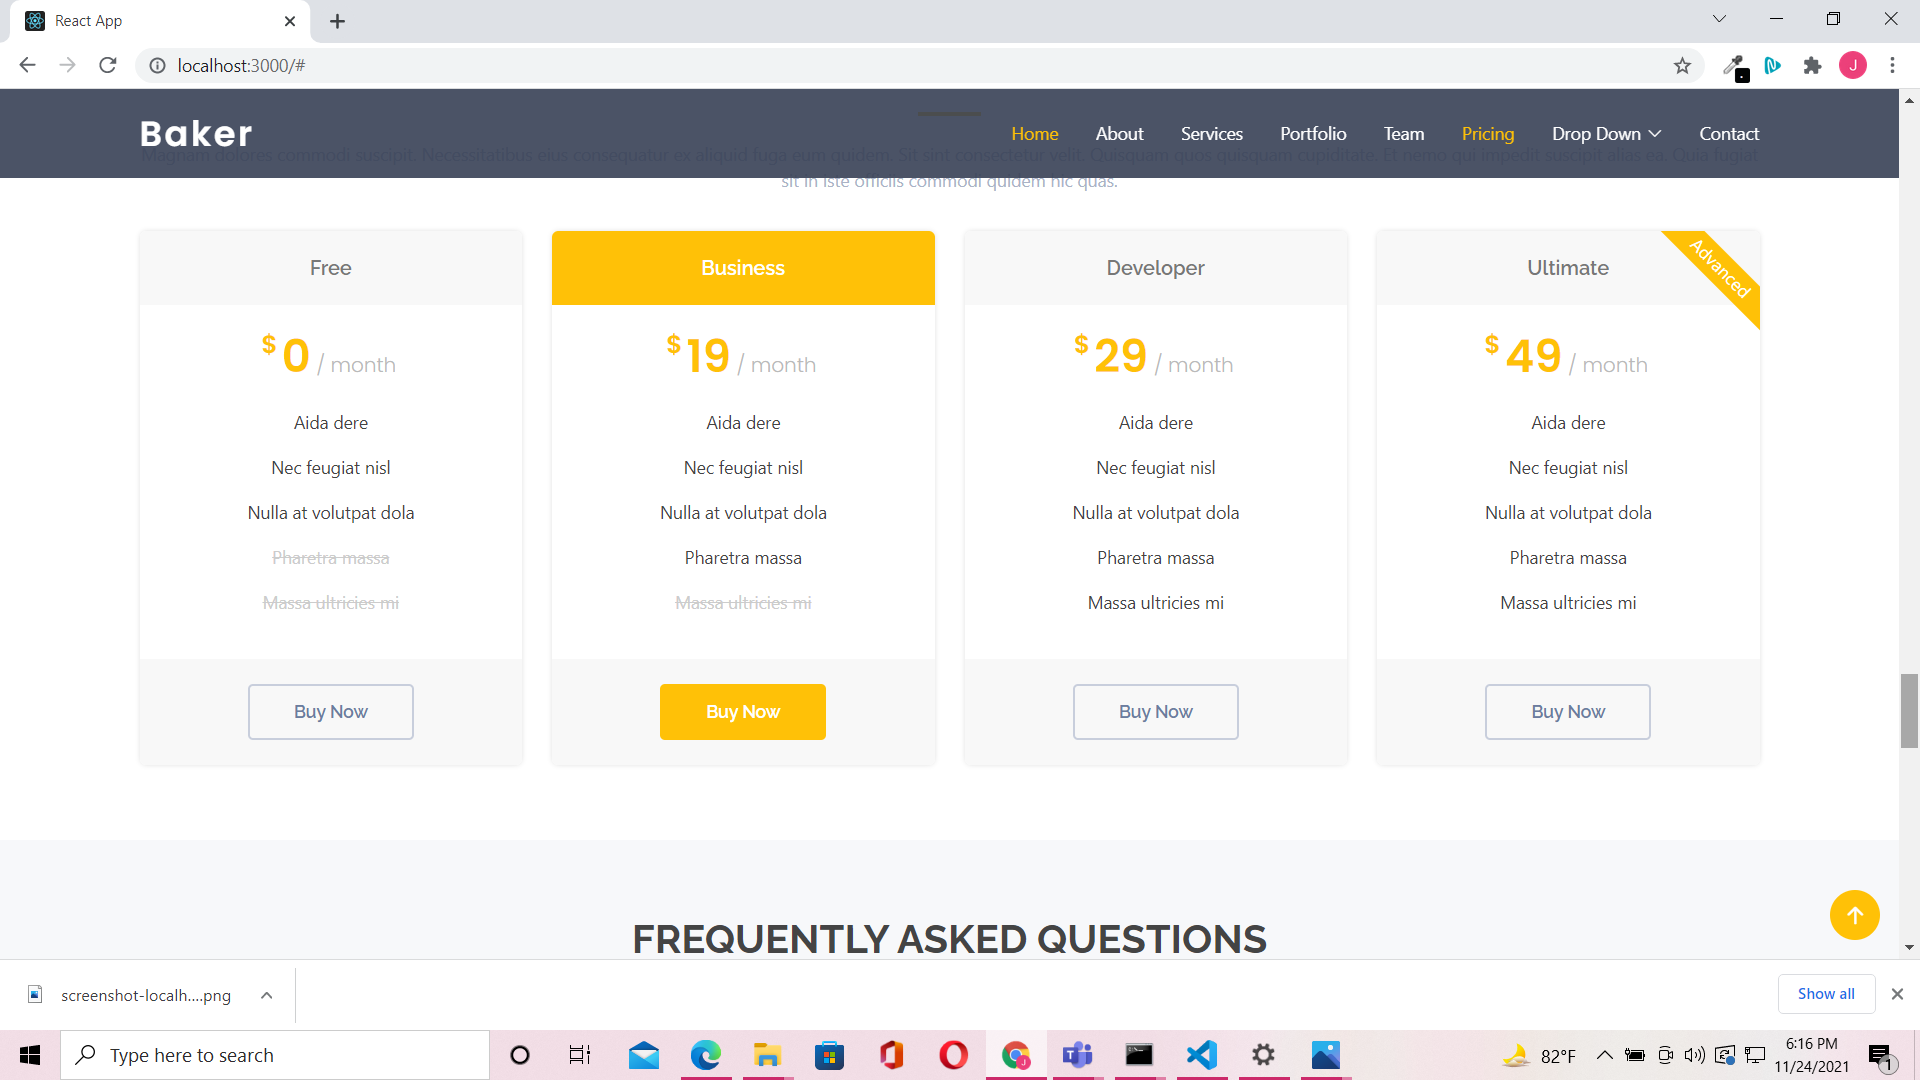 React App
localhost:3000/#
Baker
Home About Services Portfolio Team Pricing Drop Down Contact
Magnam dolores commodi suscipit. Necessitatibus eius consequatur ex aliquid fuga eum quidem. Sit sint consectetur velit. Quisquam quos quisquam cupiditate. Et nemo qui impedit suscipit alias ea. Quia fugiat
sit in iste officiis commodi quidem hic quas.
Free
$0 / month
Aida dere
Nec feugiat nisl
Nulla at volutpat dola
Pharetra massa
Massa ultricies mi
Buy Now
Business
$19 / month
Aida dere
Nec feugiat nisl
Nulla at volutpat dola
Pharetra massa
Massa ultricies mi
Buy Now
Developer
$29 / month
Aida dere
Nec feugiat nisl
Nulla at volutpat dola
Pharetra massa
Massa ultricies mi
Buy Now
Ultimate
Advanced
$49 / month
Aida dere
Nec feugiat nisl
Nulla at volutpat dola
Pharetra massa
Massa ultricies mi
Buy Now
FREQUENTLY ASKED QUESTIONS
screenshot-localh....png
Show all
Type here to search
82°F
6:16 PM
11/24/2021
1
J